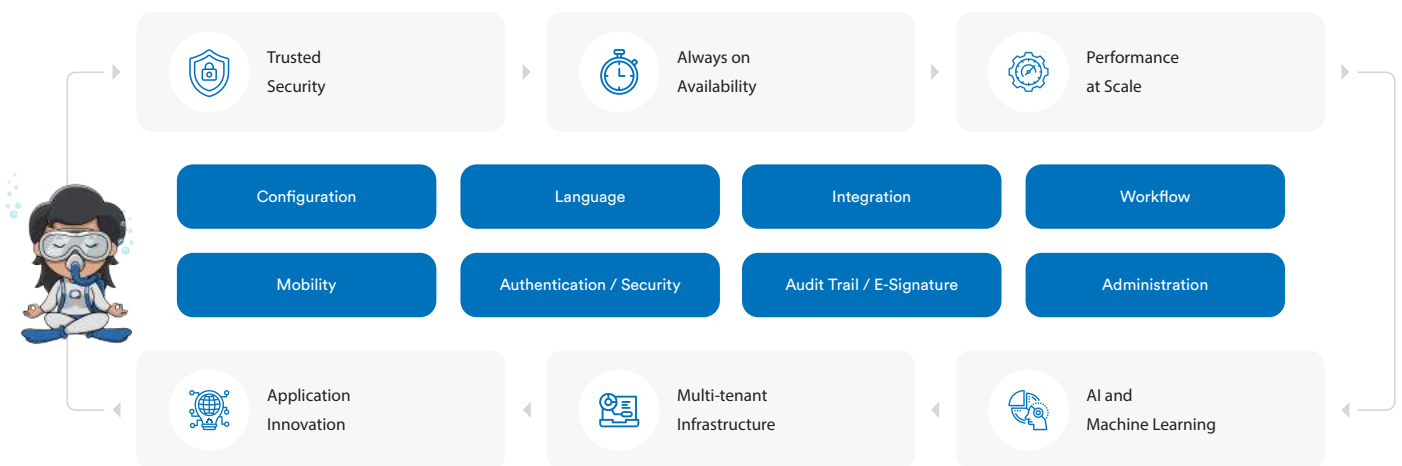 Trusted
Security
Always on
Availability
Performance
at Scale
Configuration
Language
Integration
Workflow
Mobility
Authentication / Security
Audit Trail / E-Signature
Administration
Application
Innovation
Multi-tenant
Infrastructure
AI and
Machine Learning